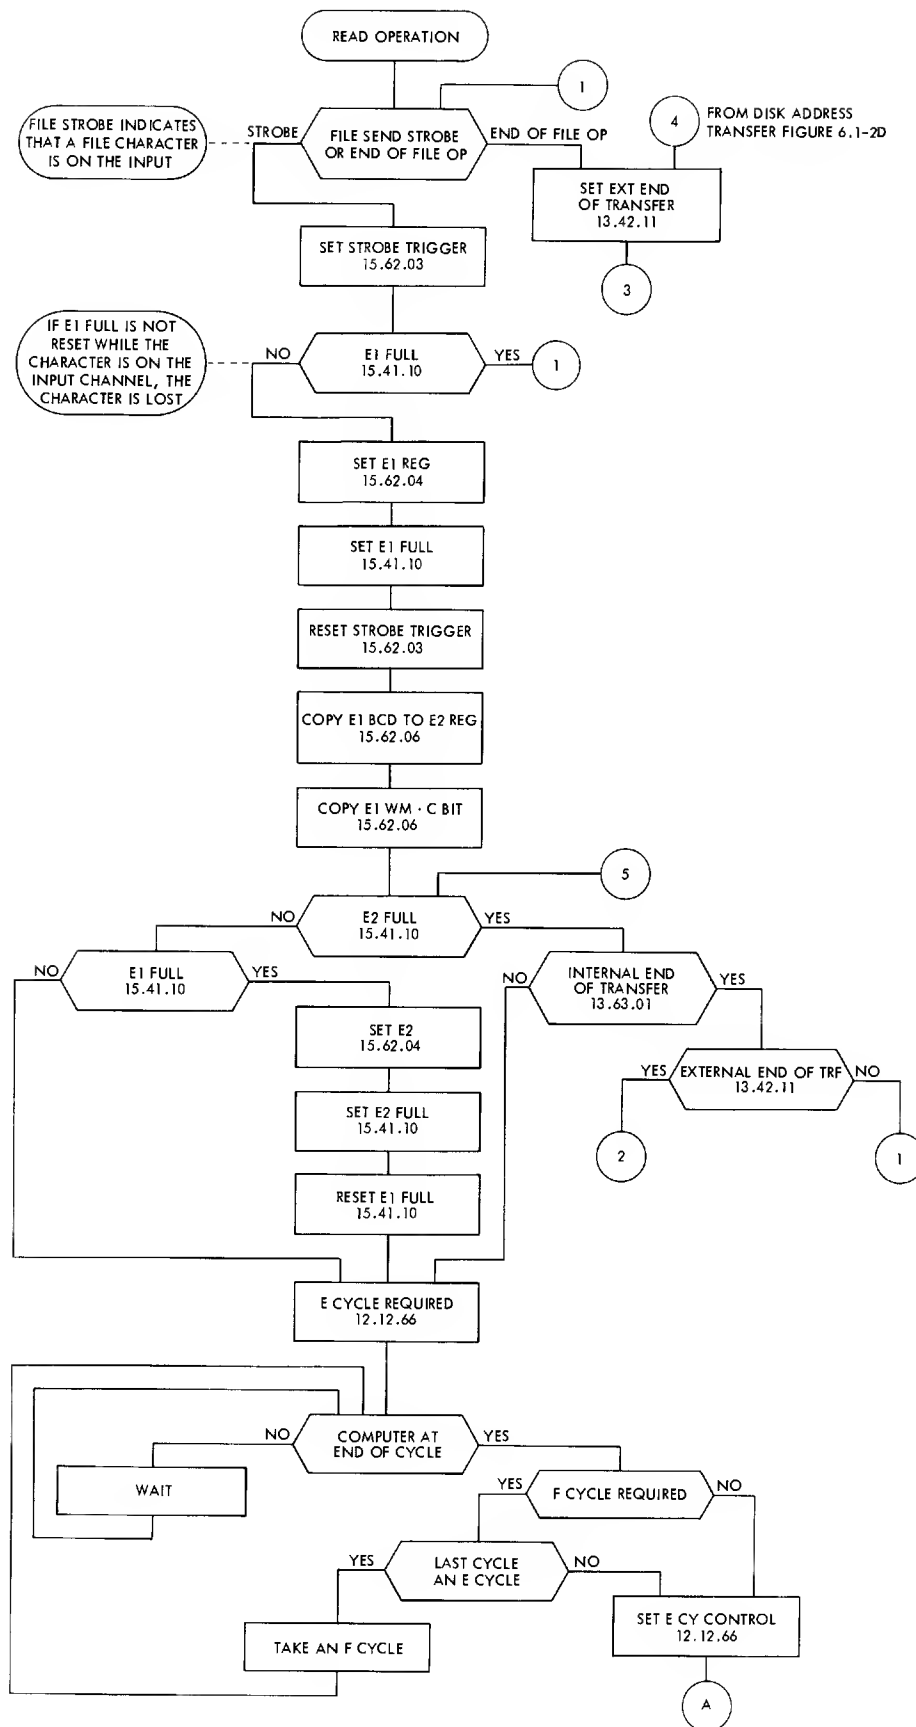 READ OPERATION
1
4
FROM DISK ADDRESS
TRANSFER FIGURE 6.1-2D
FILE STROBE INDICATES
THAT A FILE CHARACTER
IS ON THE INPUT
STROBE
FILE SEND STROBE
OR END OF FILE OP
END OF FILE OP
SET EXT END
OF TRANSFER
13.42.11
3
SET STROBE TRIGGER
15.62.03
IF E1 FULL IS NOT
RESET WHILE THE
CHARACTER IS ON THE
INPUT CHANNEL, THE
CHARACTER IS LOST
NO
E1 FULL
15.41.10
YES
1
SET E1 REG
15.62.04
SET E1 FULL
15.41.10
RESET STROBE TRIGGER
15.62.03
COPY E1 BCD TO E2 REG
15.62.06
COPY E1 WM · C BIT
15.62.06
5
NO
E2 FULL
15.41.10
YES
NO
E1 FULL
15.41.10
YES
NO
INTERNAL END
OF TRANSFER
13.63.01
YES
SET E2
15.62.04
YES
EXTERNAL END OF TRF
13.42.11
NO
SET E2 FULL
15.41.10
2
1
RESET E1 FULL
15.41.10
E CYCLE REQUIRED
12.12.66
NO
COMPUTER AT
END OF CYCLE
YES
WAIT
YES
F CYCLE REQUIRED
NO
YES
LAST CYCLE
AN E CYCLE
NO
TAKE AN F CYCLE
SET E CY CONTROL
12.12.66
A